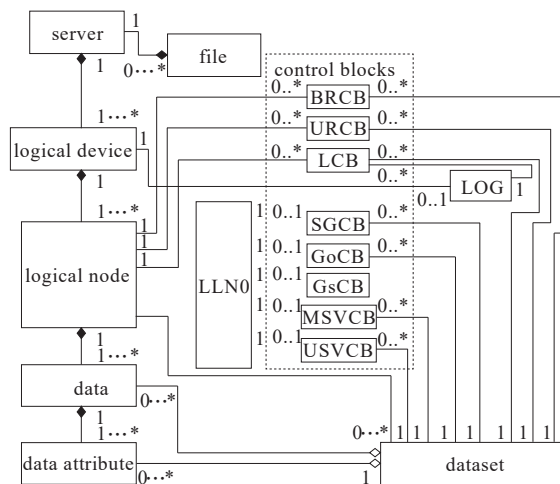 server 1
1 0···* file
control blocks
0..* BRCB 0..*
1···* 0..* URCB 0..*
logical device 1 0..* LCB 0..*
1 0..* LOG 1
0..1
1···* 1 0..1 SGCB 0..*
1
1
logical node 1 LLN0 1 0..1 GoCB 0..*
1 0..1 GsCB
1 0..1 MSVCB 0..*
1 1 0..1 USVCB 0..*
1···*
data 0···*
1
1···* 0···* 1 1 1 1 1 1 1
data attribute 0···* 1 dataset